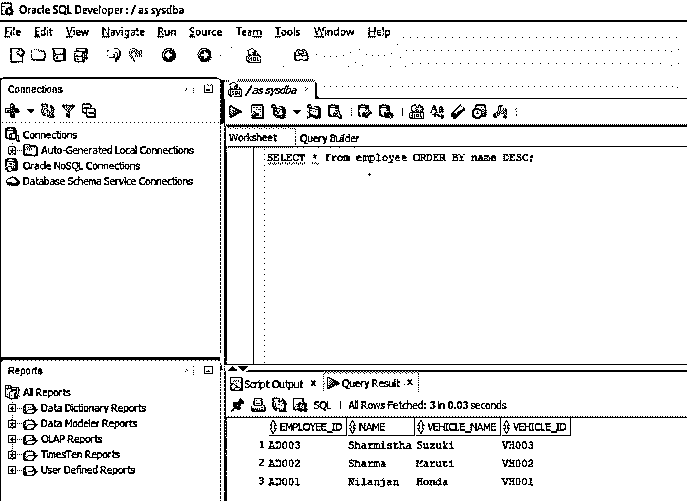 Oracle SQL Developer : / as sysdba
File Edit View Navigate Run Source Team Tools Window Help
Connections
Connections
Auto-Generated Local Connections
Oracle NoSQL Connections
Database Schema Service Connections
Reports
All Reports
Data Dictionary Reports
Data Modeler Reports
OLAP Reports
TimesTen Reports
User Defined Reports
/ as sysdba
Worksheet Query Builder
SELECT * from employee ORDER BY name DESC;
Script Output x Query Result x
SQL | All Rows Fetched: 3 in 0.03 seconds
EMPLOYEE_ID NAME VEHICLE_NAME VEHICLE_ID
1 AD003 Sharmistha Suzuki VH003
2 AD002 Sharma Maruti VH002
3 AD001 Nilanjan Honda VH001